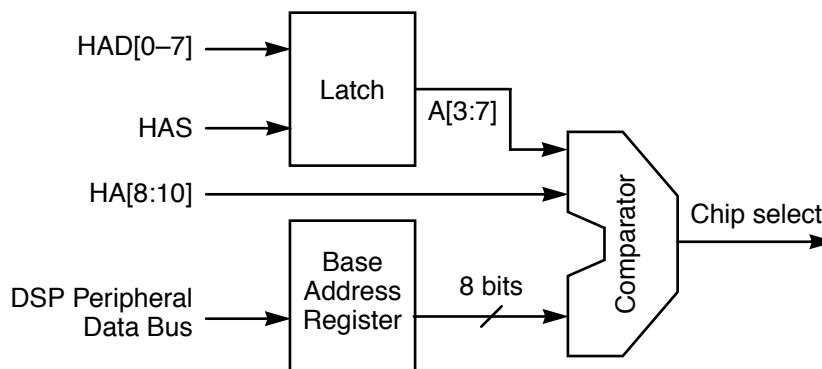 HAD[0–7]
HAS
Latch
A[3:7]
HA[8:10]
DSP Peripheral
Data Bus
Base
Address
Register
8 bits
Comparator
Chip select